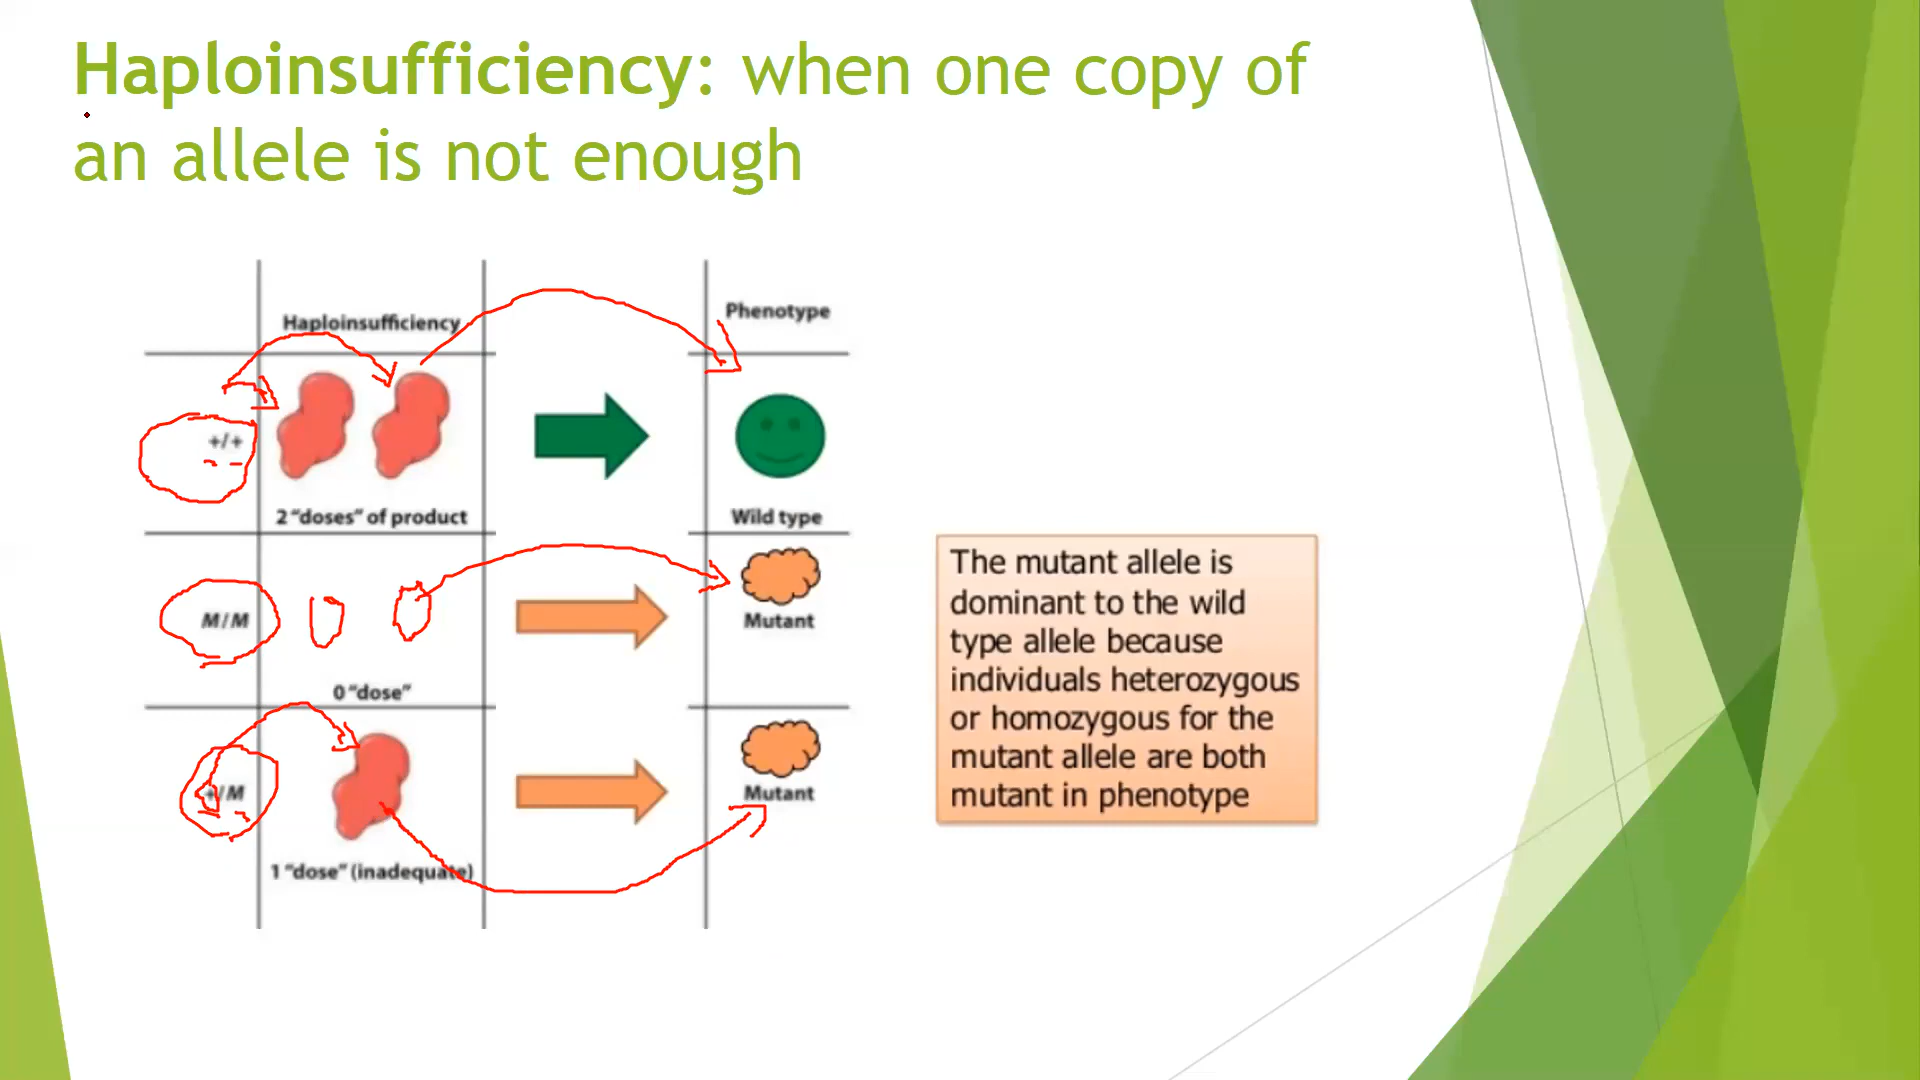 Haploinsufficiency: when one copy of
an allele is not enough
Haploinsufficiency
Phenotype
+/+
2 "doses" of product
Wild type
M/M
0 "dose"
Mutant
+/M
1 "dose" (inadequate)
Mutant
The mutant allele is
dominant to the wild
type allele because
individuals heterozygous
or homozygous for the
mutant allele are both
mutant in phenotype